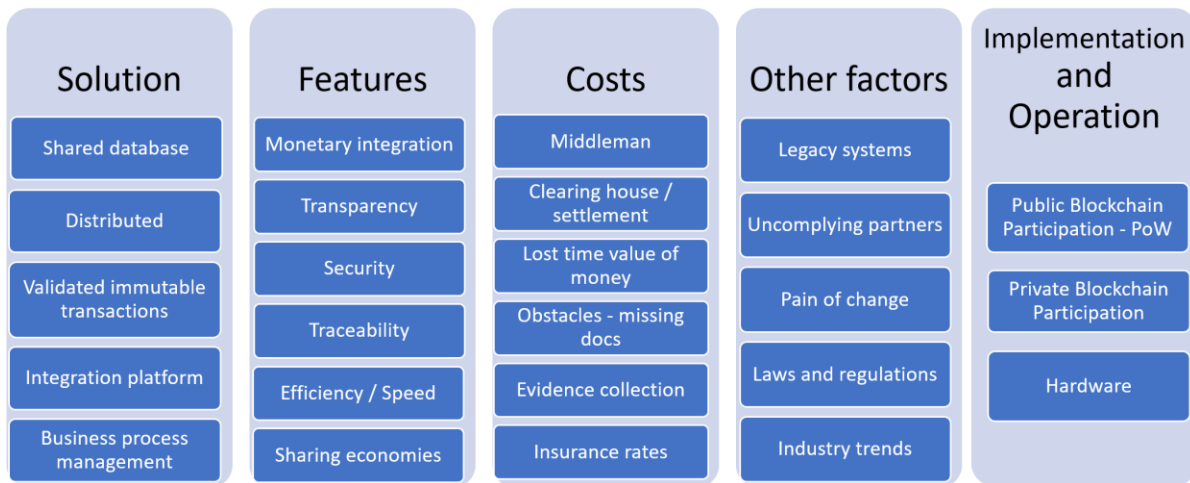 Solution
Shared database
Distributed
Validated immutable
transactions
Integration platform
Business process
management
Features
Monetary integration
Transparency
Security
Traceability
Efficiency / Speed
Sharing economies
Costs
Middleman
Clearing house /
settlement
Lost time value of
money
Obstacles - missing
docs
Evidence collection
Insurance rates
Other factors
Legacy systems
Uncomplying partners
Pain of change
Laws and regulations
Industry trends
Implementation
and
Operation
Public Blockchain
Participation - PoW
Private Blockchain
Participation
Hardware